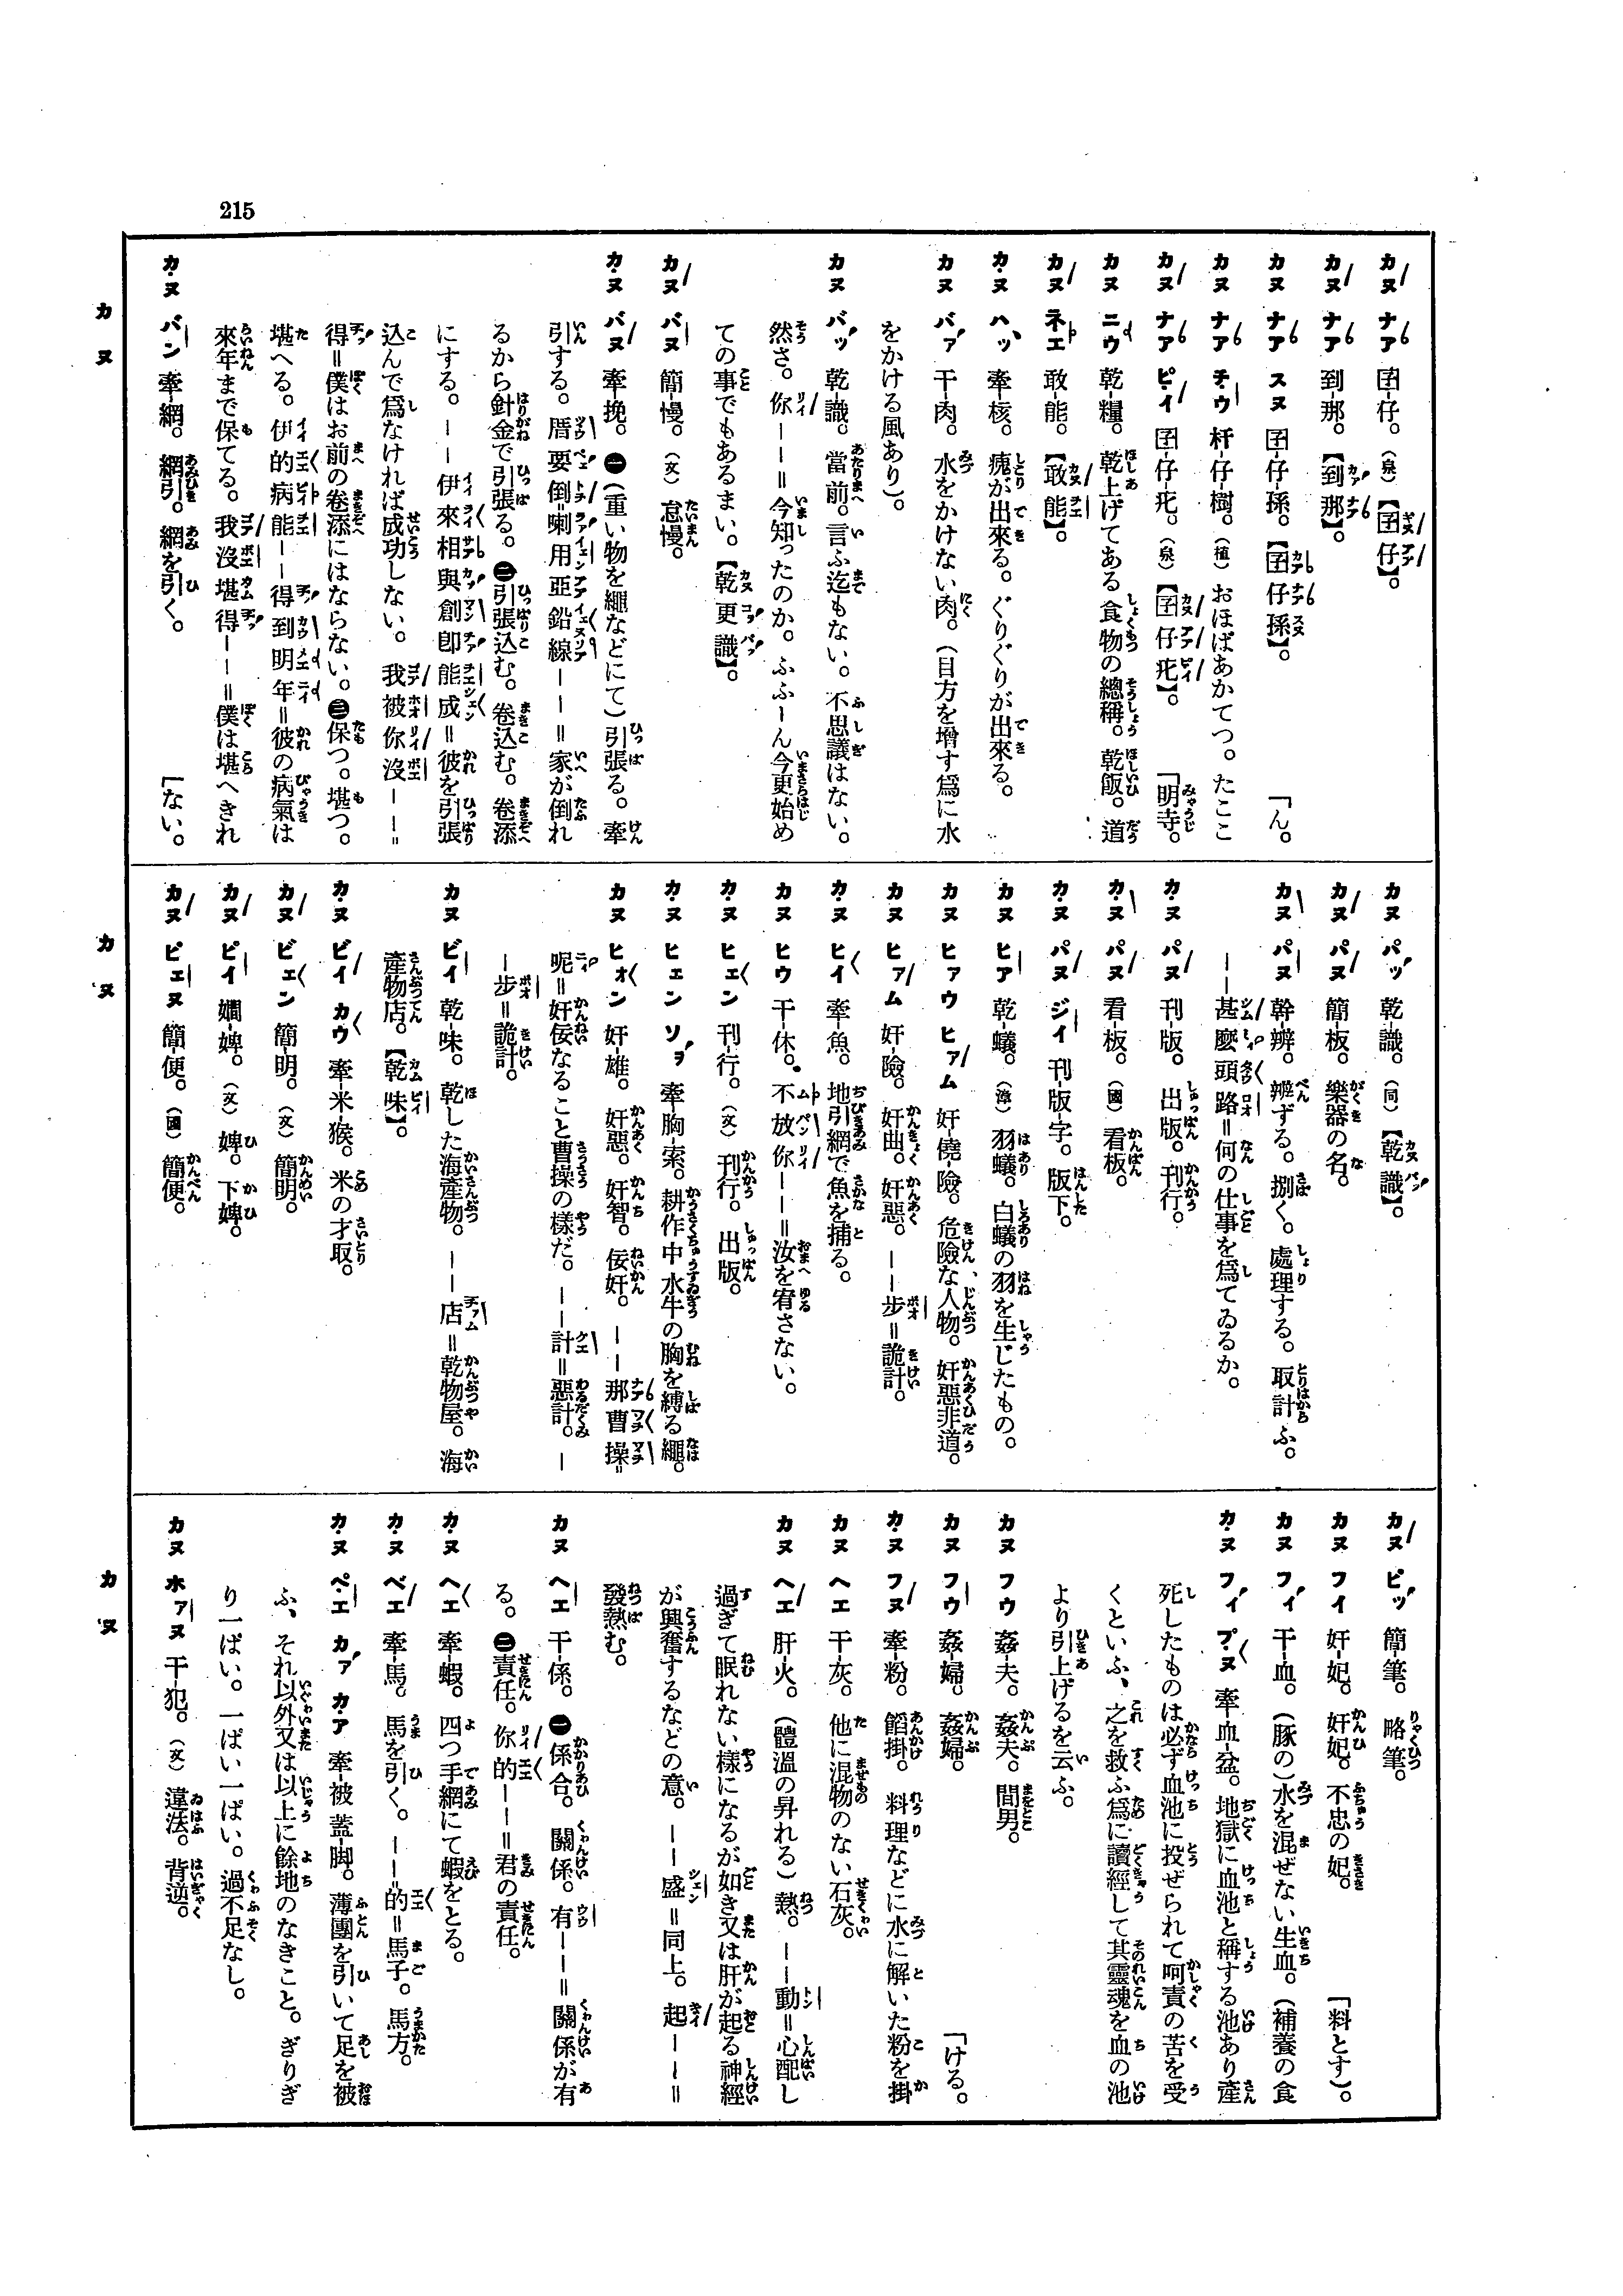 215
カヌ ナア 囝-仔。（泉）【囝仔】。
カヌ ナア 到-那。【到那】。
カヌ ナア スヌ 囝-仔-孫。【囝仔孫】。
カヌ ナア チウ 杆-仔-樹。（植）おほばあかてつ。たここ「ん。
カヌ ナア ピイ 囝-仔-疕。（泉）【囝仔疕】。
カヌ ニウ 乾-糧。乾上げてある食物の總稱。乾飯。道「明寺。
カヌ ネエ 敢-能。【敢能】。
カヌ ヘッ 牽-核。瘣が出來る。ぐりぐりが出來る。
カヌ バァ 干-肉。水をかけない肉。（目方を增す爲に水
をかける風あり）。
カヌ バッ 乾-識。當前。言ふ迄もない。不思議はない。
然さ。你－－＝今知ったのか。ふふーん今更始め
ての事でもあるまい。【乾更識】。
カヌ バヌ 簡-慢。（文）怠慢。
カヌ バヌ 牽-挽。㊀（重い物を繩などにて）引張る。牽
引する。厝要倒喇用亞鉛線－－＝家が倒れ
るから針金で引張る。㊁引張込む。卷込む。卷添
にする。－－伊來相與創卽能成＝彼を引張
込んで爲なければ成功しない。我被你沒－－＝
得＝僕はお前の卷添にはならない。㊂保つ。堪つ。
堪へる。伊的病能－－得到明年＝彼の病氣は
來年まで保てる。我沒堪得－－＝僕は堪へきれ「ない。
カヌ バン 牽-網。網引。網を引く。
カヌ
カヌ バッ 乾-識。（同）【乾識】。
カヌ パヌ 簡-板。樂器の名。
カヌ パヌ 幹-辨。辨ずる。捌く。處理する。取計ふ。
－－甚麼頭路＝何の仕事を爲てゐるか。
カヌ パヌ 刊-版。出版。刊行。
カヌ パヌ 看-板。（國）看板。
カヌ パヌ ジイ 刊-版-字。版下。
カヌ ヒア 乾-蟻。（漳）羽蟻。白蟻の羽を生じたもの。
カヌ ヒァウ ヒァム 奸-僥-險。危險な人物。奸惡非道。
カヌ ヒァム 奸-險。奸曲。奸惡。－－步＝詭計。
カヌ ヒイ 牽-魚。地引網で魚を捕る。
カヌ ヒウ 干-休。不放你－－＝汝を宥さない。
カヌ ヒェン 刊-行。（文）刊行。出版。
カヌ ヒェン ソヲ 牽-胸-索。耕作中水牛の胸を縛る繩。
カヌ ヒォン 奸-雄。奸惡。奸智。佞奸。－－那曹操＝
呢＝奸佞なること曹操の樣だ。－－計＝惡計。－
－步＝詭計。
カヌ ビイ 乾-味。乾した海產物。－－店＝乾物屋。海
產物店。【乾味】。
カヌ ビイ カウ 牽-米-猴。米の才取。
カヌ ビェン 簡-明。（文）簡明。
カヌ ピイ 嫺-婢。（文）婢。下婢。
カヌ ピェヌ 簡-便。（國）簡便。
カヌ
カヌ ピッ 簡-筆。略筆。
カヌ フイ 奸-妃。奸妃。不忠の妃。「料とす）。
カヌ フイ 干-血。（豚の）水を混ぜない生血。（補養の食
カヌ フイ プヌ 牽-血-盆。地獄に血池と稱する池あり產
死したものは必ず血池に投ぜられて呵責の苦を受
くといふ、之を救ふ爲に讀經して其靈魂を血の池
より引上げるを云ふ。
カヌ フウ 姦-夫。姦夫。間男。
カヌ フウ 姦-婦。姦婦。「ける。
カヌ フヌ 牽-粉。餡掛。料理などに水に解いた粉を掛
カヌ ヘエ 干-灰。他に混物のない石灰。
カヌ ヘエ 肝-火。（體溫の昇れる）熱。－－動＝心配し
過ぎて眠れない樣になるが如き又は肝が起る神經
が興奮するなどの意。－－盛＝同上。起－－＝
發熱む。
カヌ ヘエ 干-係。㊀係合。關係。有－－＝關係が有
る。㊁責任。你的－－＝君の責任。
カヌ ヘエ 牽-蝦。四つ手網にて蝦をとる。
カヌ ベエ 牽-馬。馬を引く。－－的＝馬子。馬方。
カヌ ペエ カァ カア 牽-被-蓋-脚。薄團を引いて足を被
ふ、それ以外又は以上に餘地のなきこと。ぎりぎ
り一ぱい。一ぱい一ぱい。過不足なし。
カヌ ホァヌ 干-犯。（文）違法。背逆。
カヌ